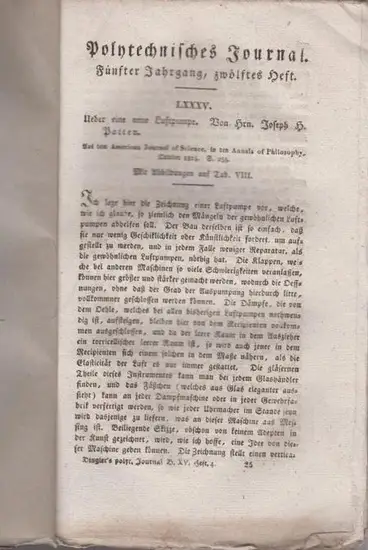 Polytechnisches Journal.
Fünfter Jahrgang, zwölftes Heft.
LXXXV.
Ueber eine neue Luftpumpe. Von Hrn. Joseph H.
Patten.
Aus dem American Journal of Science, in den Annals of Philosophy.
S. 255.
Mit Abbildungen auf Tab. VIII.
Ich lege hier die Zeichnung einer Luftpumpe vor, welche,
wie ich glaube, so ziemlich den Mängeln der gewöhnlichen Luft-
pumpen abhelfen soll. Der Bau derselben ist so einfach, daß
sie nur wenig Geschiklichkeit oder Künstlichkeit fordert, um auf-
gestellt zu werden, und in jedem Falle weniger Reparatur, als
die gewöhnlichen Luftpumpen, nöthig hat. Die Klappen, wel-
che bei anderen Maschinen so viele Schwierigkeiten veranlassen,
können hier größer und stärker gemacht werden, wodurch die Oeff-
nungen, ohne daß der Grad der Auspumpung hierdurch litte,
vollkommner geschlossen werden können. Die Dämpfe, die von
dem Oehle, welches bei allen bisherigen Luftpumpen nothwen-
dig ist, aufsteigen, bleiben hier von dem Recipienten vollkom-
men ausgeschlossen, und da der leere Raum in dem Aufzieher
ein torricellischer leerer Raum ist, so wird auch jener in dem
Recipienten sich einem solchen in dem Maße nähern, als die
Elasticität der Luft es nur immer gestattet. Die gläsernen
Theile dieses Instrumentes kann man bei jedem Glashändler
finden, und das (welches aus Glas eleganter aus-
sieht) kann an jeder Dampfmaschine oder in jeder Gewehrfa-
brik verfertigt werden, so wie jeder Uhrmacher im Stande seyn
wird dasjenige zu liefern, was an dieser Maschine aus Mes-
sing ist. Beiliegende Skizze, obschon von keinem Adepten in
der Kunst gezeichnet, wird, wie ich hoffe, eine Idee von die-
ser Maschine geben können. Die Zeichnung stellt einen vertica-
Dingler's polyt. Journal B. XV. Heft. 4. 25